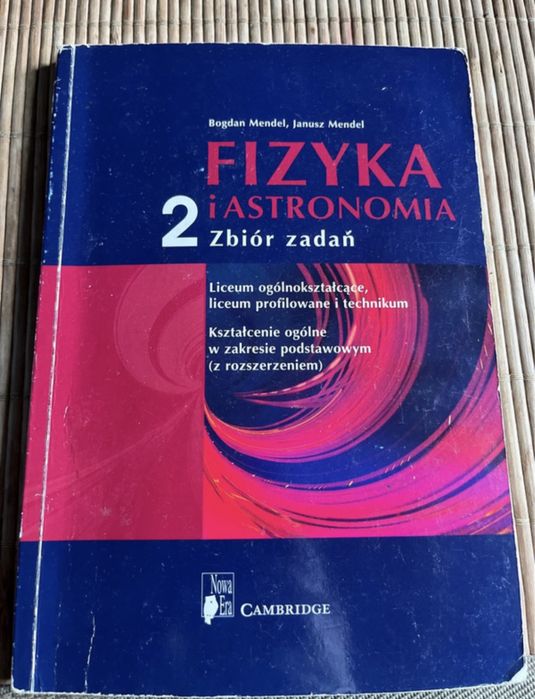 Bogdan Mendel, Janusz Mendel
FIZYKA
i ASTRONOMIA
2 Zbiór zadań
Liceum ogólnokształcące,
liceum profilowane i technikum
Kształcenie ogólne
w zakresie podstawowym
(z rozszerzeniem)
Nowa
Era
CAMBRIDGE